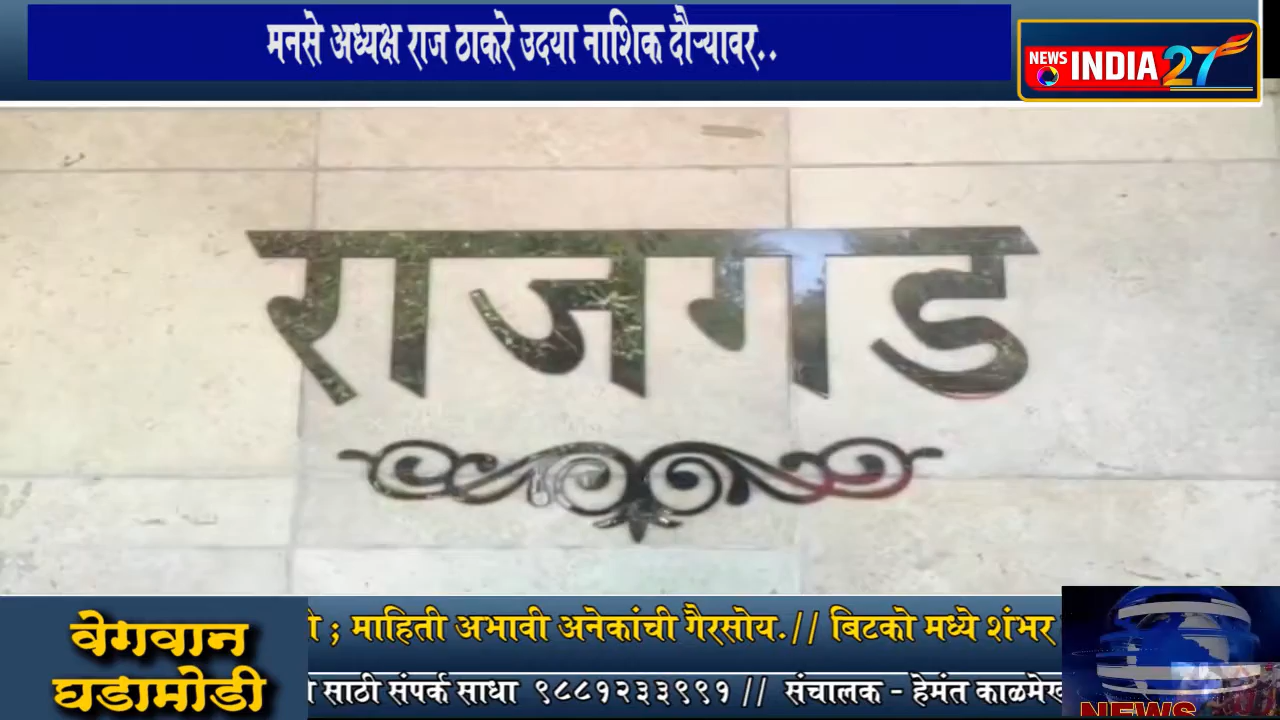 मनसे अध्यक्ष राज ठाकरे उदया नाशिक दौऱ्यावर..
NEWS INDIA 27
राजगड
वेगवान
घडामोडी
; माहिती अभावी अनेकांची गैरसोय.// बिटको मध्ये शंभर
साठी संपर्क साधा ९८८१२३३९९१ // संचालक - हेमंत
NEWS